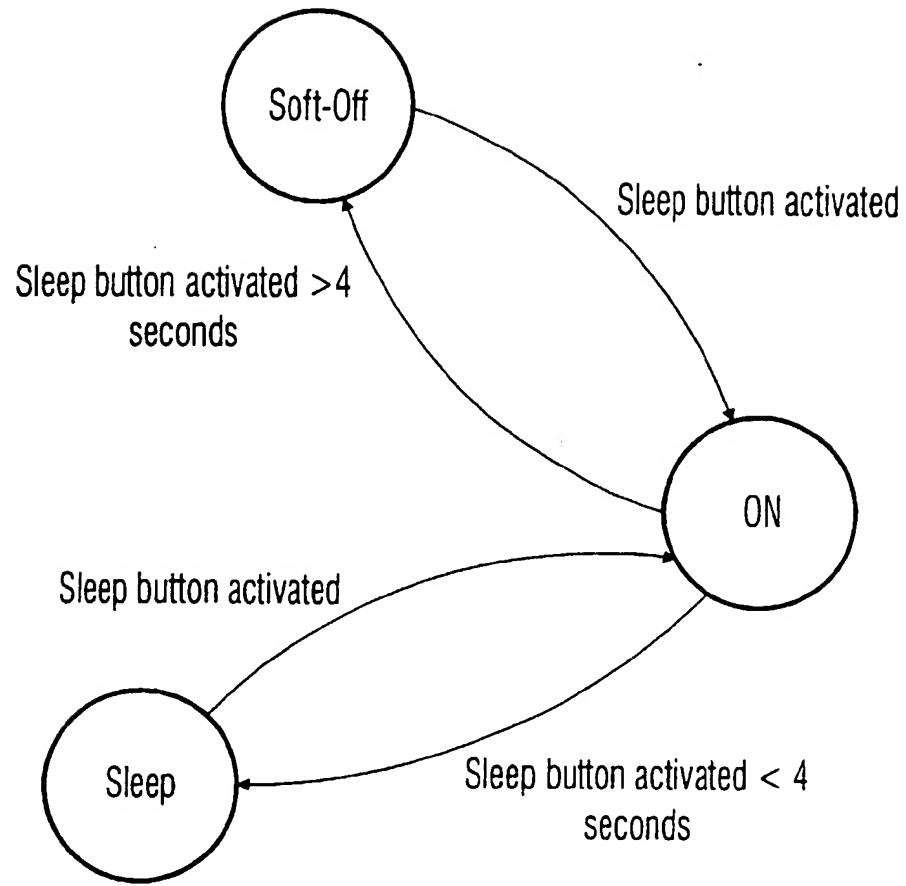 Soft-Off
Sleep button activated
Sleep button activated >4
seconds
ON
Sleep button activated
Sleep
Sleep button activated < 4
seconds